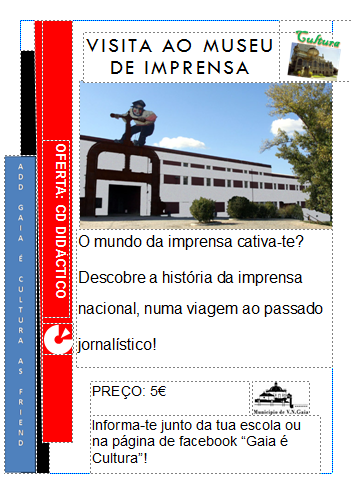 VISITA AO MUSEU
DE IMPRENSA
Cultura
OFERTA: CD DIDÁCTICO
ADD GAIA É CULTURA AS FRIEND
O mundo da imprensa cativa-te?
Descobre a história da imprensa
nacional, numa viagem ao passado
jornalístico!
PREÇO: 5€
Município de V.N.Gaia
Informa-te junto da tua escola ou
na página de facebook “Gaia é
Cultura”!